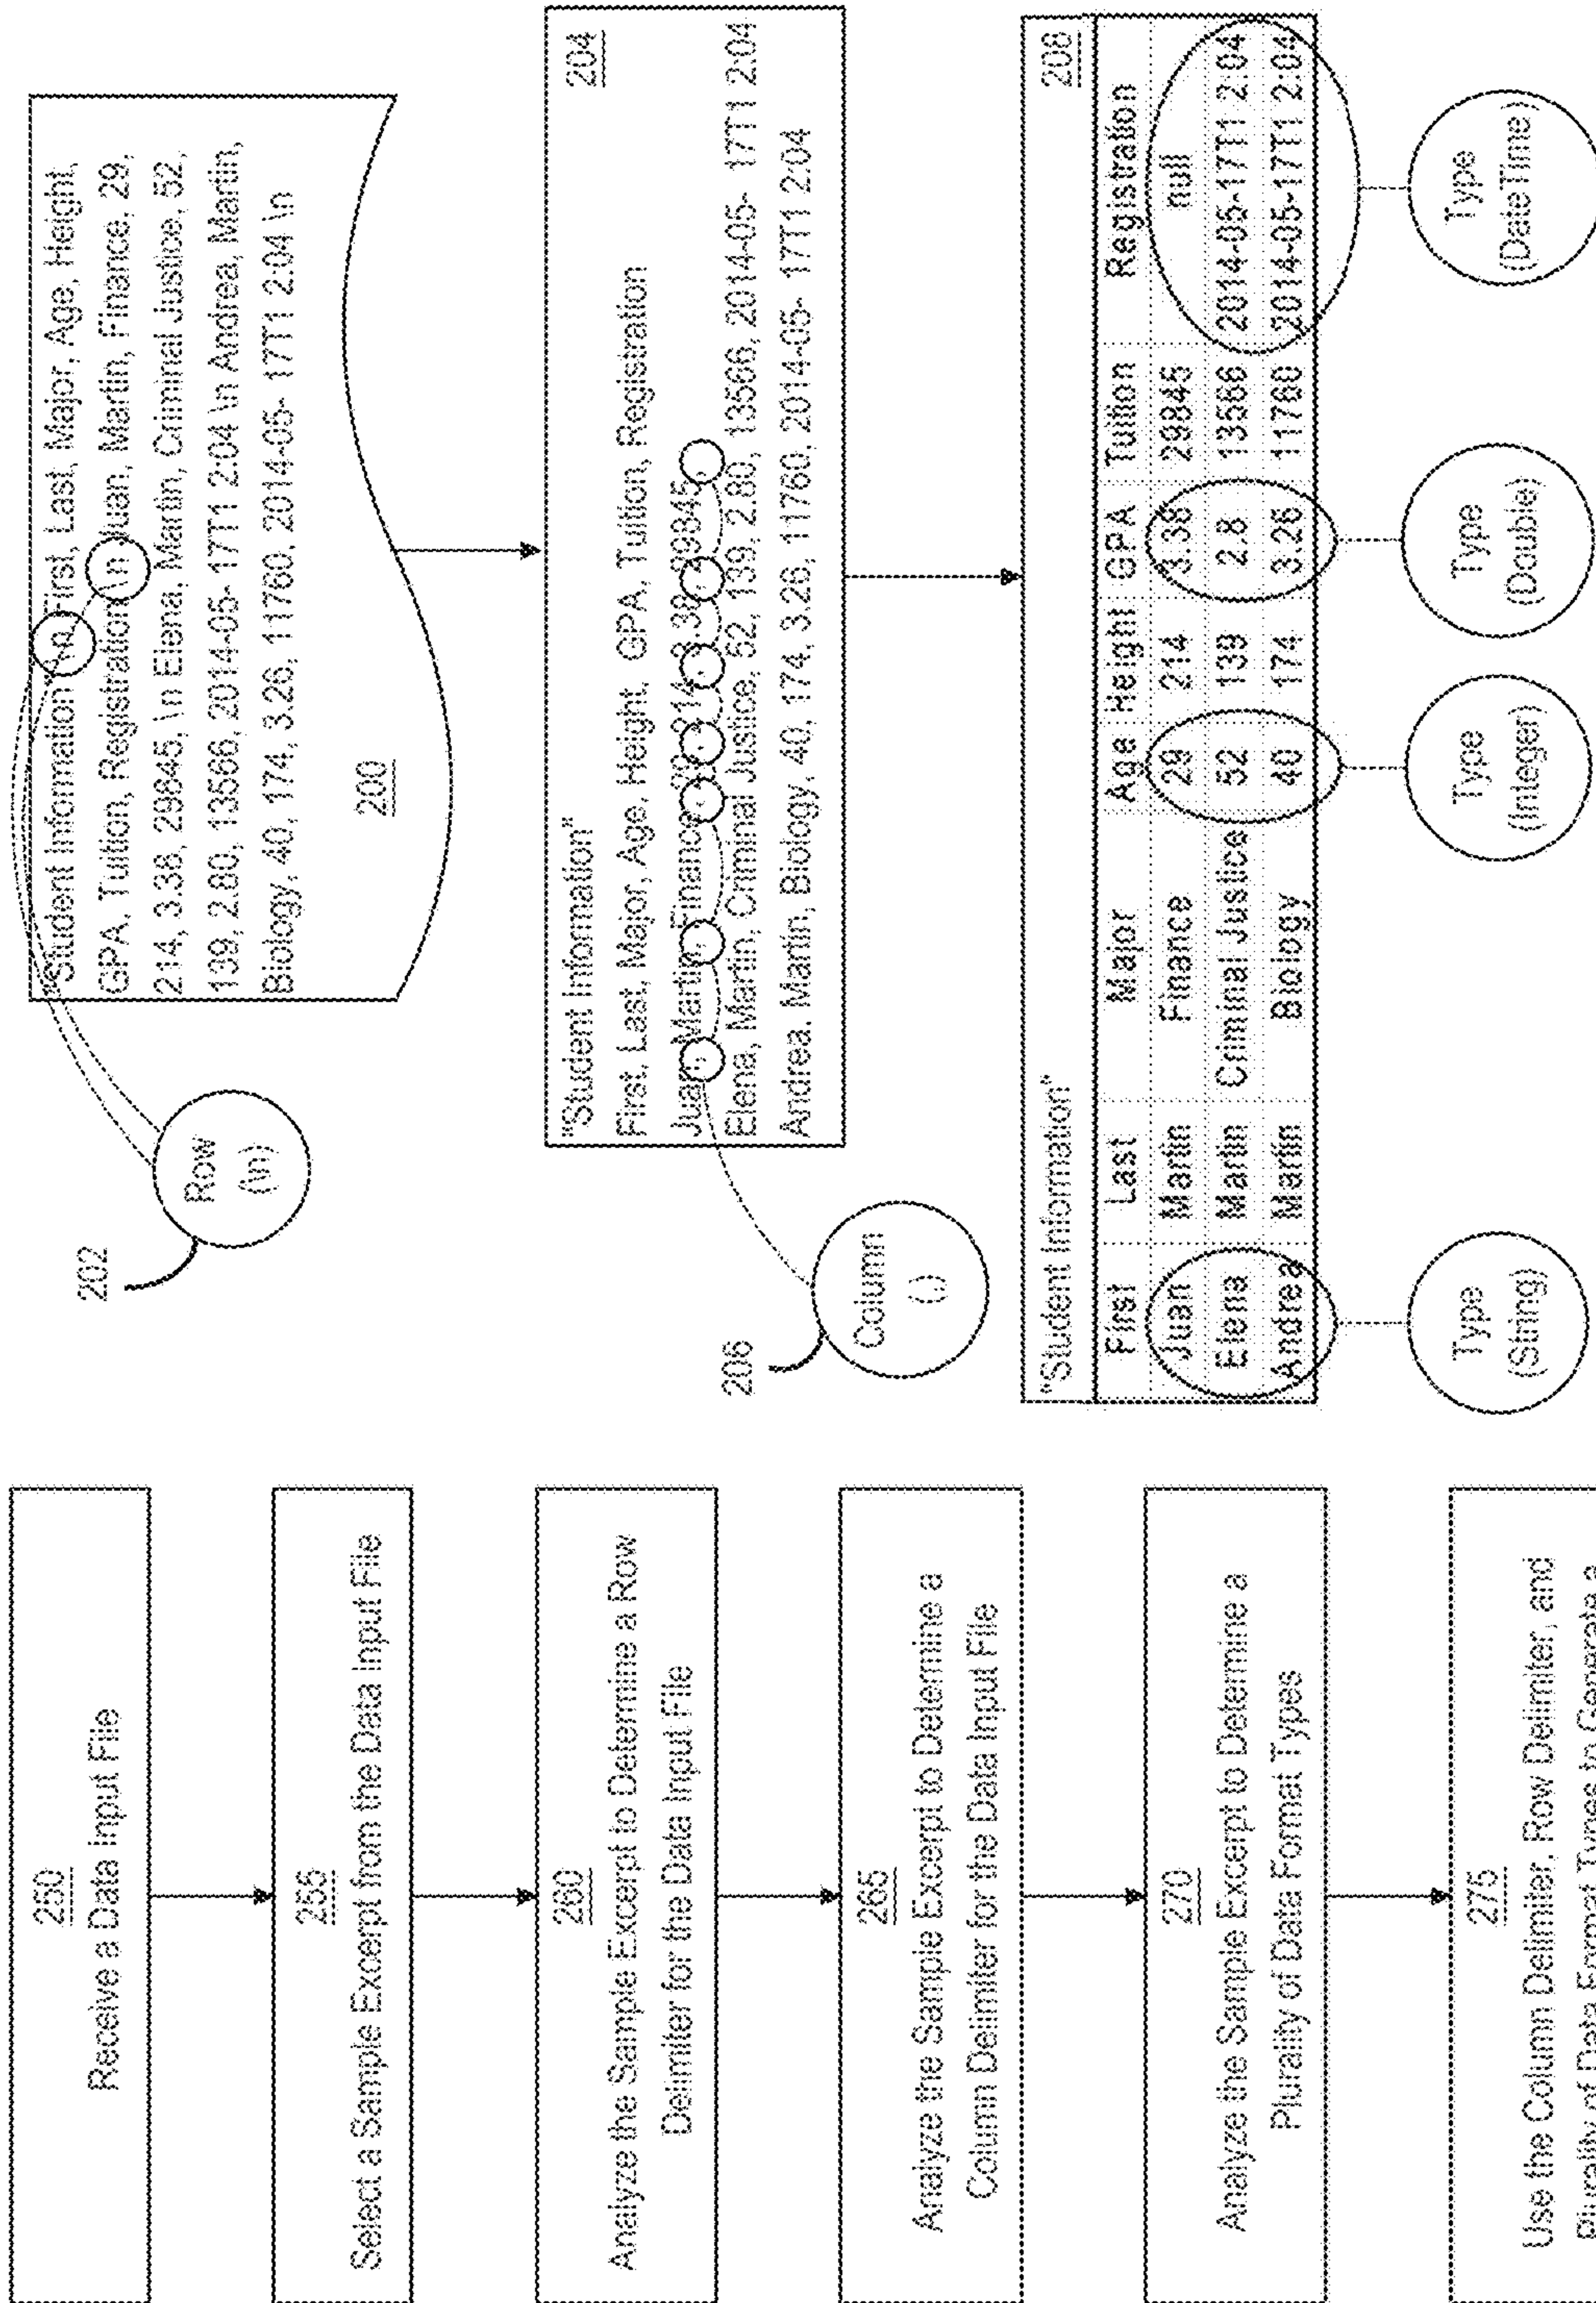 250
Receive a Data Input File
255
Select a Sample Excerpt from the Data Input File
260
Analyze the Sample Excerpt to Determine a Row
Delimiter for the Data Input File
265
Analyze the Sample Excerpt to Determine a
Column Delimiter for the Data Input File
270
Analyze the Sample Excerpt to Determine a
Plurality of Data Format Types
275
Use the Column Delimiter, Row Delimiter, and
Plurality of Data Format Types to Generate a
202
Row
(\n)
"Student Information \n First, Last, Major, Age, Height,
GPA, Tuition, Registration \n Juan, Martin, Finance, 29,
214, 3.38, 29845, \n Elena, Martin, Criminal Justice, 52,
139, 2.80, 13566, 2014-05- 17T1 2:04 \n Andrea, Martin,
Biology, 40, 174, 3.26, 11760, 2014-05- 17T1 2:04 \n
200
206
Column
(,)
204
"Student Information"
First, Last, Major, Age, Height, GPA, Tuition, Registration
Juan, Martin, Finance, 29, 214, 3.38, 29845,
Elena, Martin, Criminal Justice, 52, 139, 2.80, 13566, 2014-05- 17T1 2:04
Andrea, Martin, Biology, 40, 174, 3.26, 11760, 2014-05- 17T1 2:04
"Student Information" 208
First Last Major Age Height GPA Tuition Registration
Juan Martin Finance 29 214 3.38 29845 null
Elena Martin Criminal Justice 52 139 2.8 13566 2014-05-17T1 2:04
Andrea Martin Biology 40 174 3.26 11760 2014-05-17T1 2:04
Type
(String)
Type
(Integer)
Type
(Double)
Type
(DateTime)